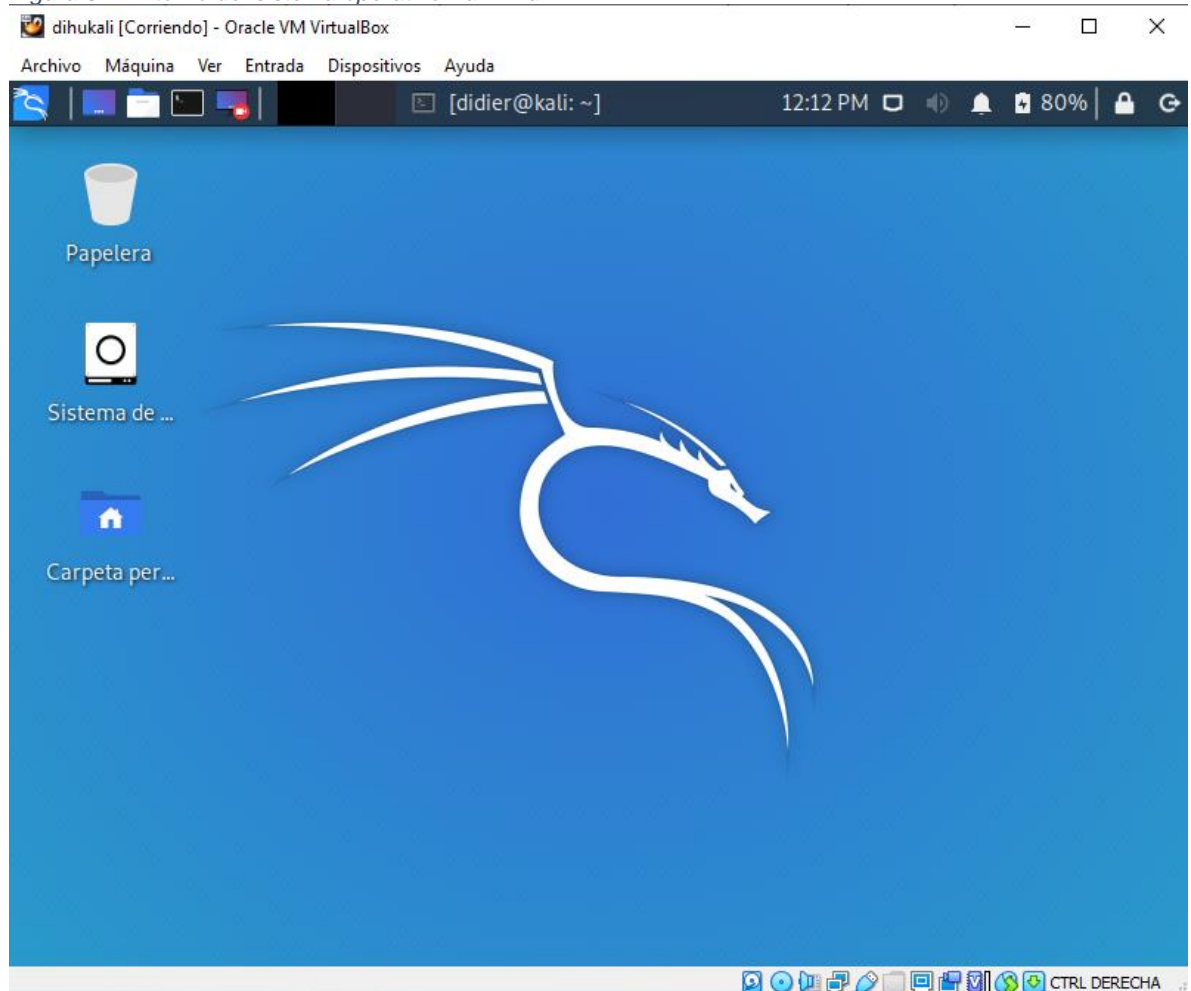 dihukali [Corriendo] - Oracle VM VirtualBox
Archivo Máquina Ver Entrada Dispositivos Ayuda
[didier@kali: ~] 12:12 PM 80%
Papelera
Sistema de ...
Carpeta per...
CTRL DERECHA